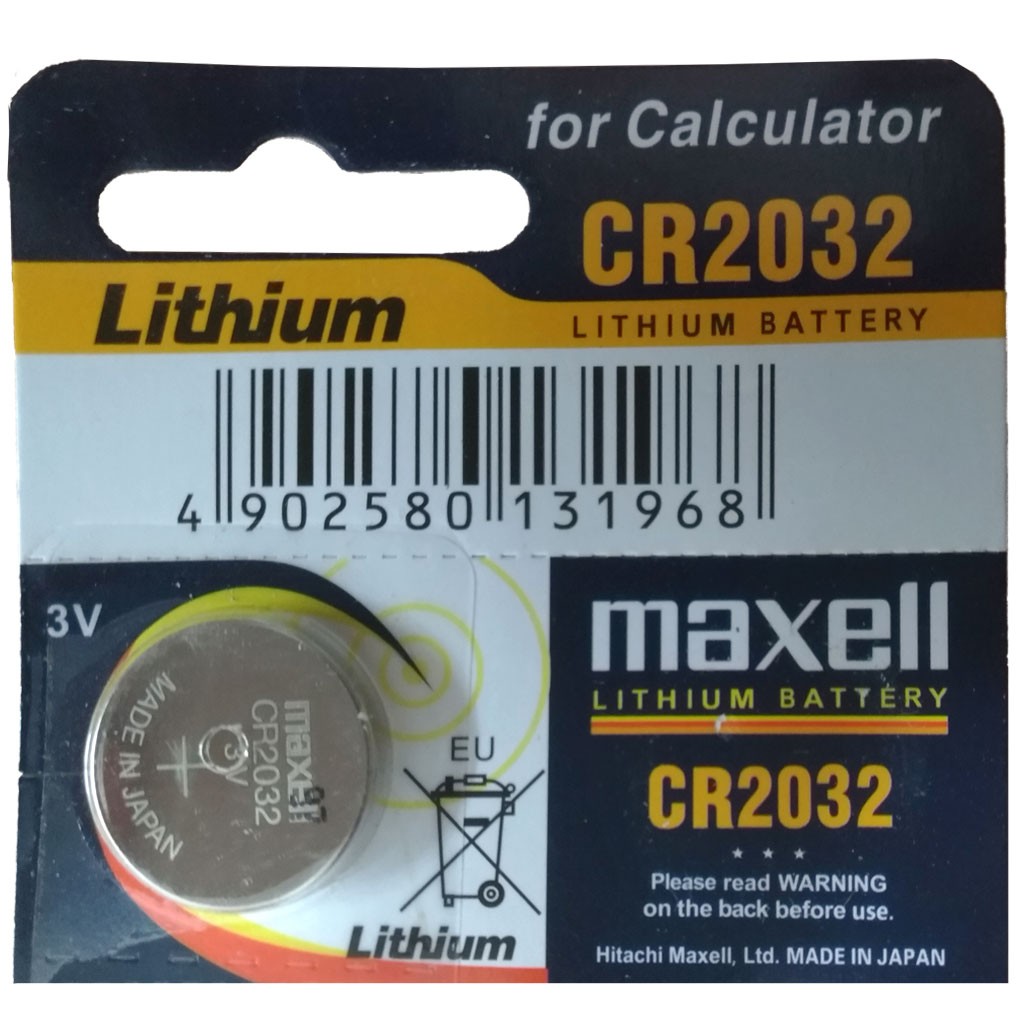 for Calculator
CR2032
Lithium
LITHIUM BATTERY
4 902580 131968
3V
maxell
LITHIUM BATTERY
maxell
CR2032
3V
MADE IN JAPAN
EU
CR2032
Please read WARNING
on the back before use.
Lithium
Hitachi Maxell, Ltd. MADE IN JAPAN